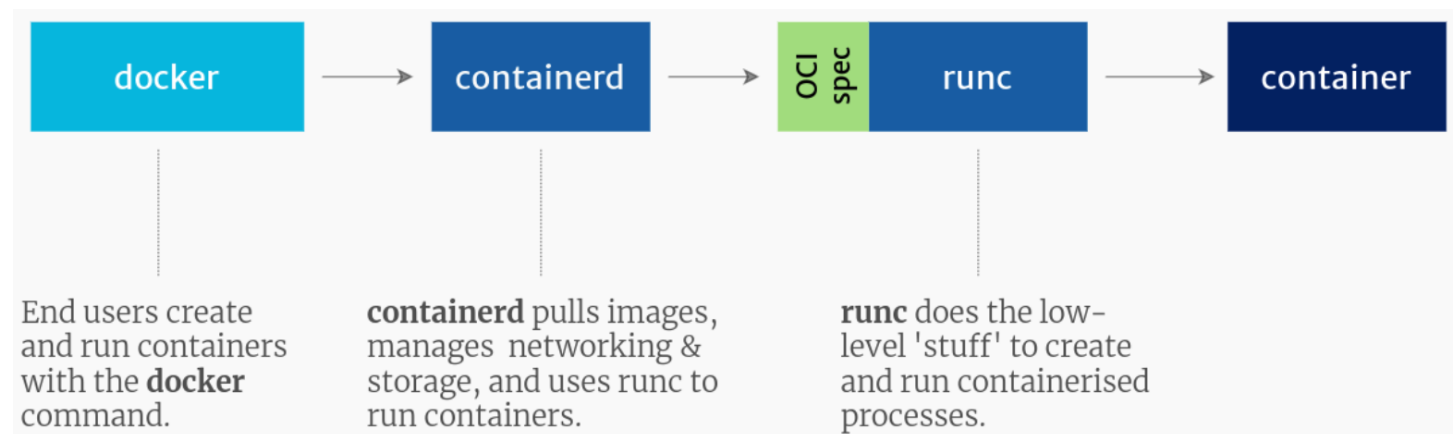 docker
containerd
OCI
spec
runc
container
End users create
and run containers
with the docker
command.
containerd pulls images,
manages networking &
storage, and uses runc to
run containers.
runc does the low-
level 'stuff' to create
and run containerised
processes.